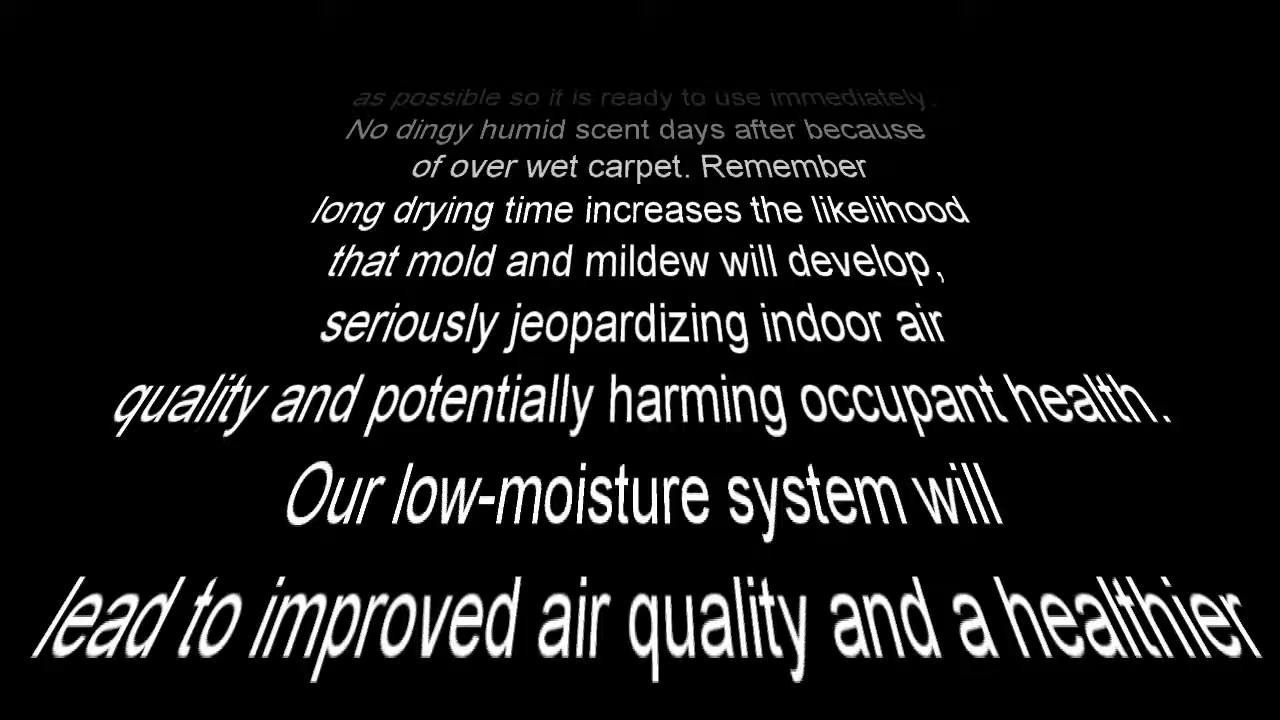 as possible so it is ready to use immediately.
No dingy humid scent days after because
of over wet carpet. Remember
long drying time increases the likelihood
that mold and mildew will develop,
seriously jeopardizing indoor air
quality and potentially harming occupant health.
Our low-moisture system will
lead to improved air quality and a healthier